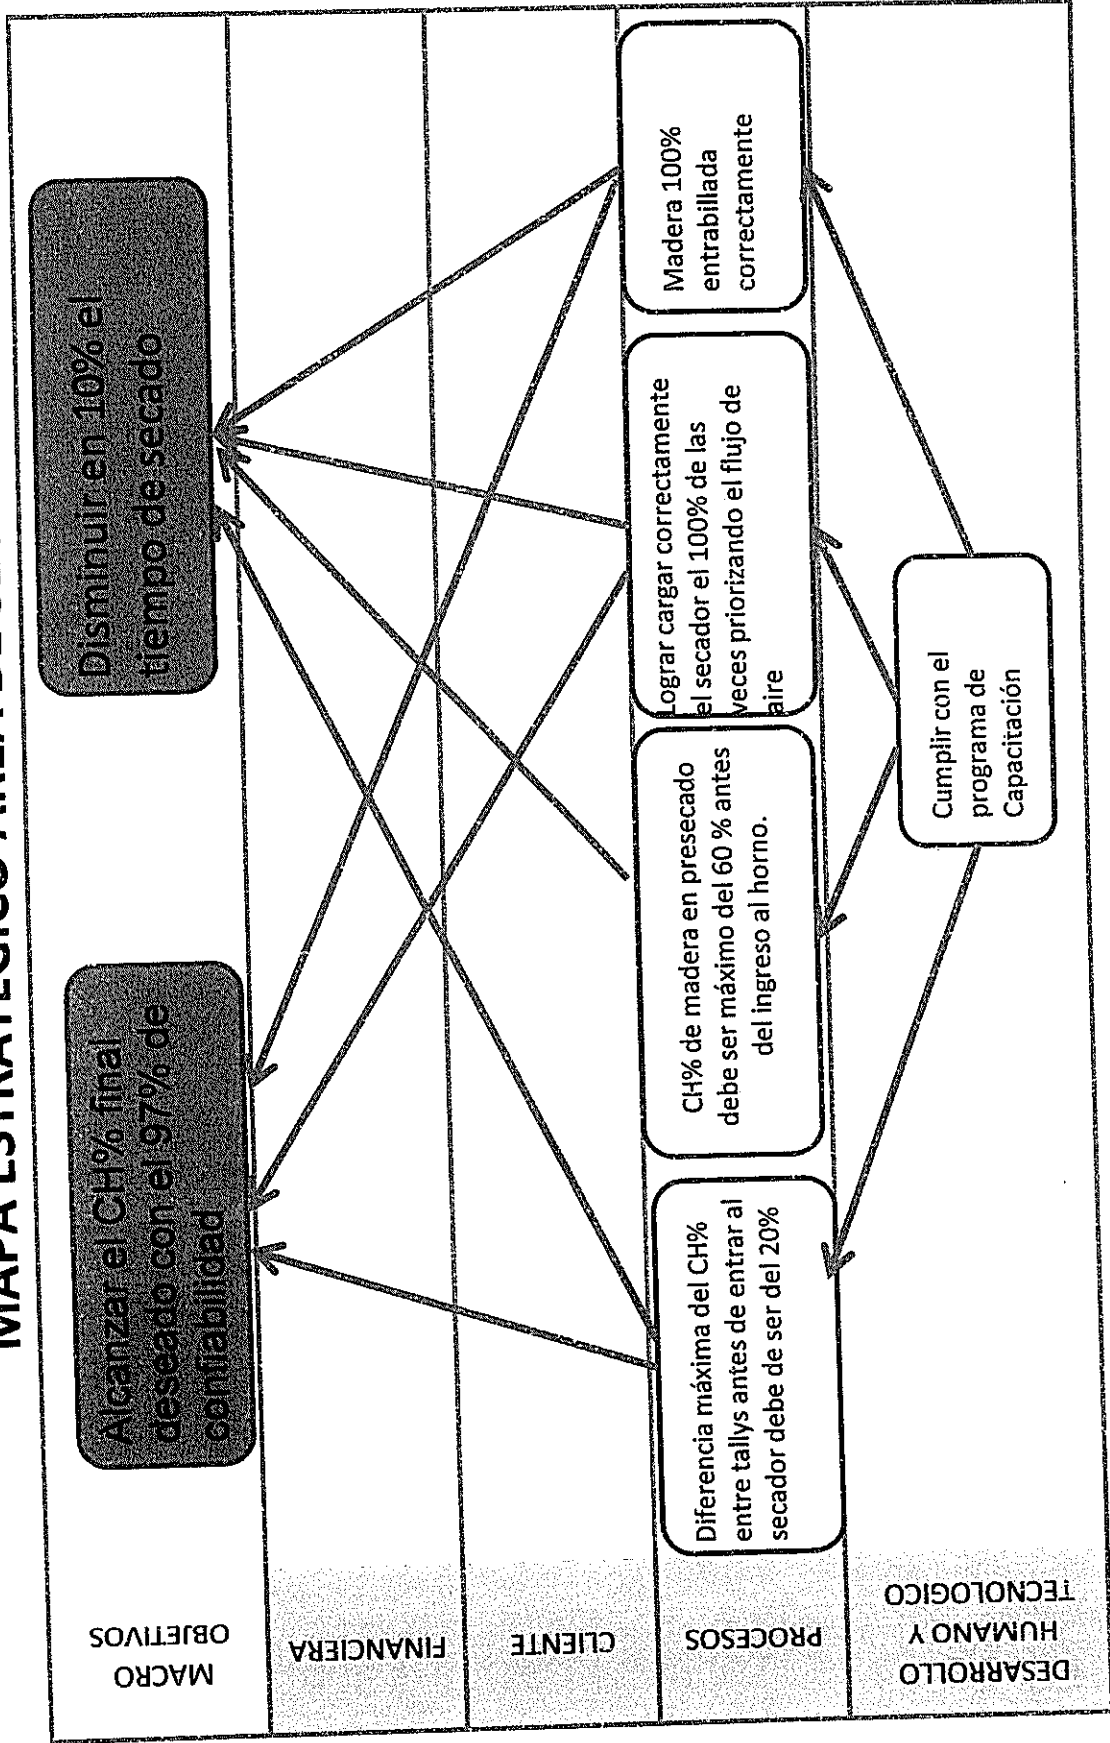 MAPA ESTRATEGICO AREA DE
MACRO
OBJETIVOS
Alcanzar el CH% final
deseado con el 97% de
confiabilidad
Disminuir en 10% el
tiempo de secado
FINANCIERA
CLIENTE
PROCESOS
Diferencia máxima del CH%
entre tallys antes de entrar al
secador debe de ser del 20%
CH% de madera en presecado
debe ser máximo del 60 % antes
del ingreso al horno.
Lograr cargar correctamente
el secador el 100% de las
veces priorizando el flujo de
aire
Madera 100%
entrabillada
correctamente
DESARROLLO
HUMANO Y
TECNOLOGICO
Cumplir con el
programa de
Capacitación